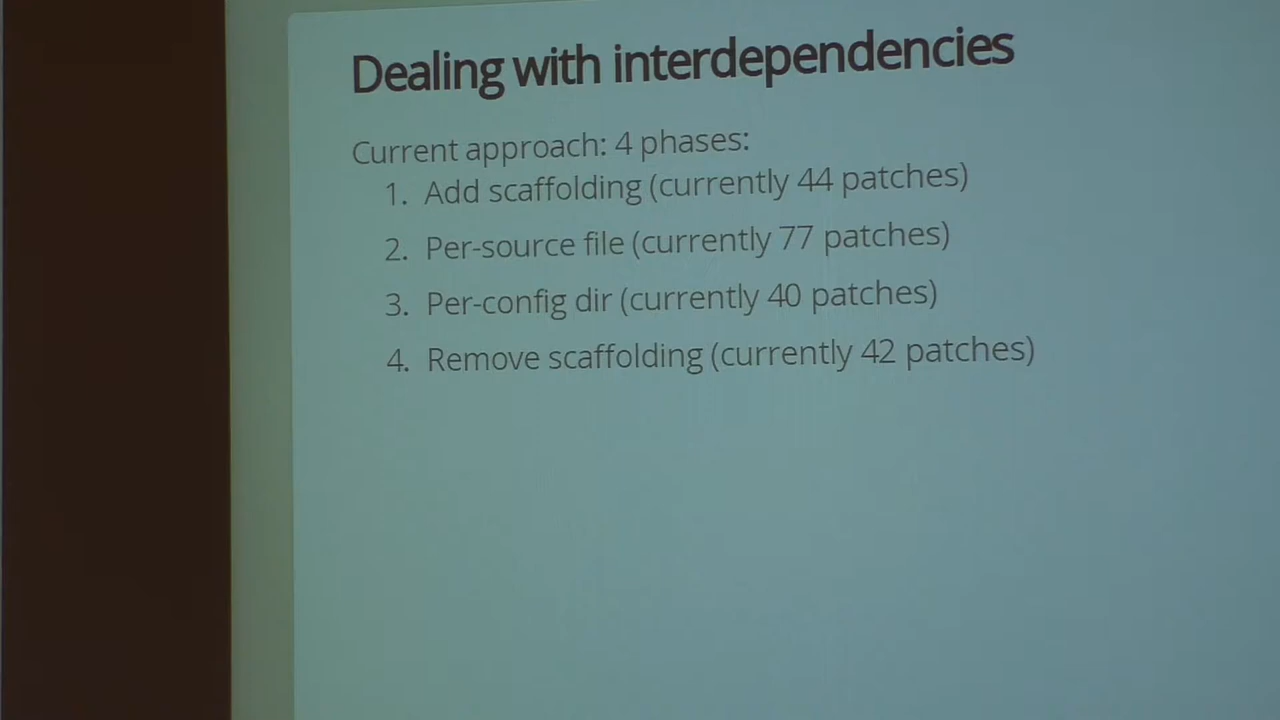 Dealing with interdependencies
Current approach: 4 phases:
1. Add scaffolding (currently 44 patches)
2. Per-source file (currently 77 patches)
3. Per-config dir (currently 40 patches)
4. Remove scaffolding (currently 42 patches)